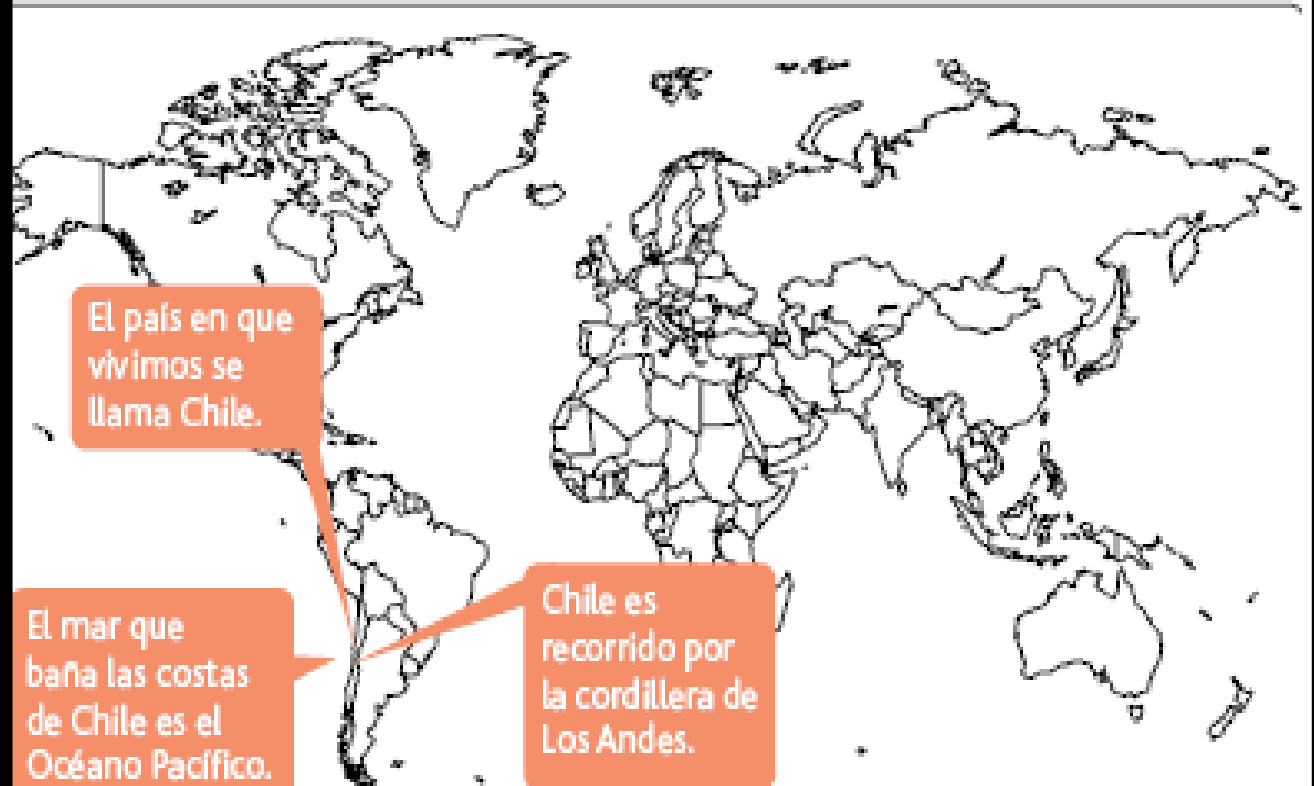 El país en que
vivimos se
llama Chile.
El mar que
baña las costas
de Chile es el
Océano Pacífico.
Chile es
recorrido por
la cordillera de
Los Andes.